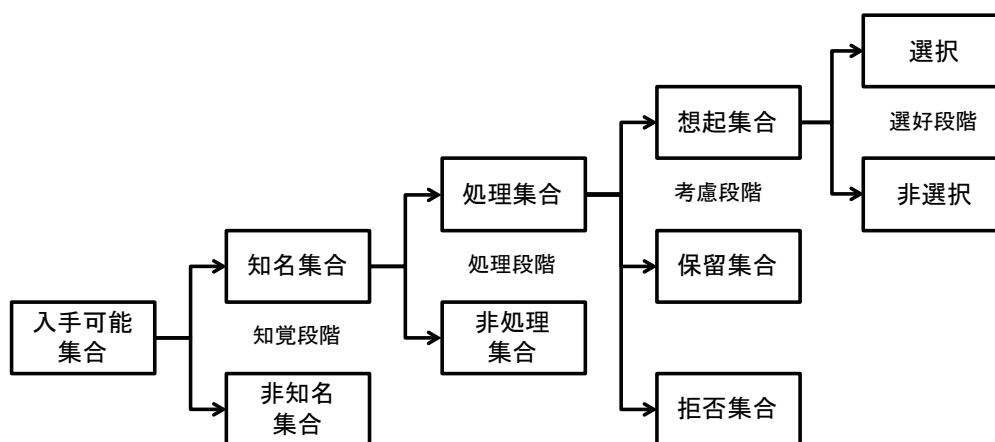 選択
想起集合
選好段階
処理集合
考慮段階
非選択
知名集合
処理段階
保留集合
入手可能
集合
知覚段階
非処理
集合
非知名
集合
拒否集合